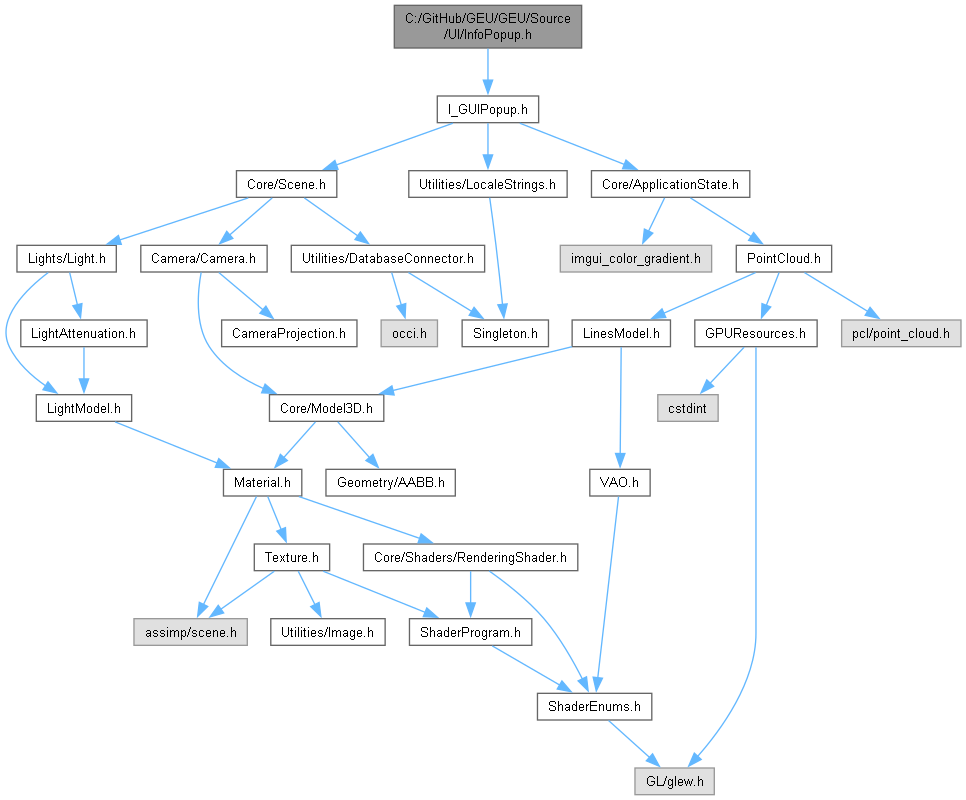 C:/GitHub/GEU/GEU/Source
/UI/InfoPopup.h
I_GUIPopup.h
Core/Scene.h
Utilities/LocaleStrings.h
Core/ApplicationState.h
Lights/Light.h
Camera/Camera.h
Utilities/DatabaseConnector.h
imgui_color_gradient.h
PointCloud.h
LightAttenuation.h
CameraProjection.h
occi.h
Singleton.h
LinesModel.h
GPUResources.h
pcl/point_cloud.h
LightModel.h
Core/Model3D.h
cstdint
Material.h
Geometry/AABB.h
VAO.h
Texture.h
Core/Shaders/RenderingShader.h
assimp/scene.h
Utilities/Image.h
ShaderProgram.h
ShaderEnums.h
GL/glew.h